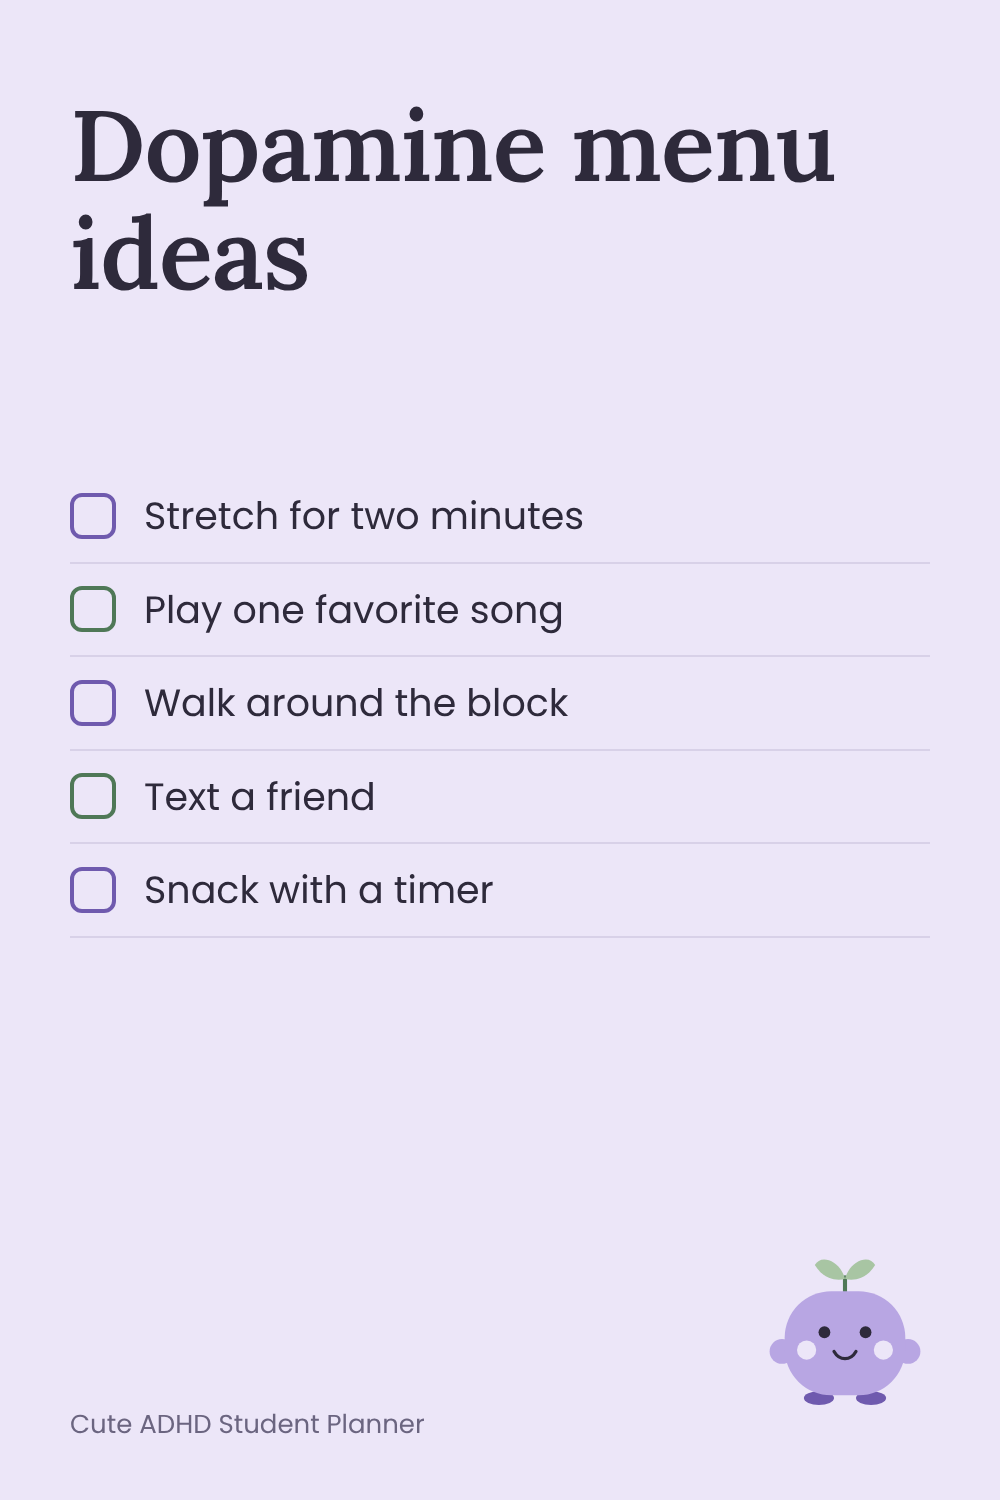 Dopamine menu
ideas
Stretch for two minutes
Play one favorite song
Walk around the block
Text a friend
Snack with a timer
Cute ADHD Student Planner